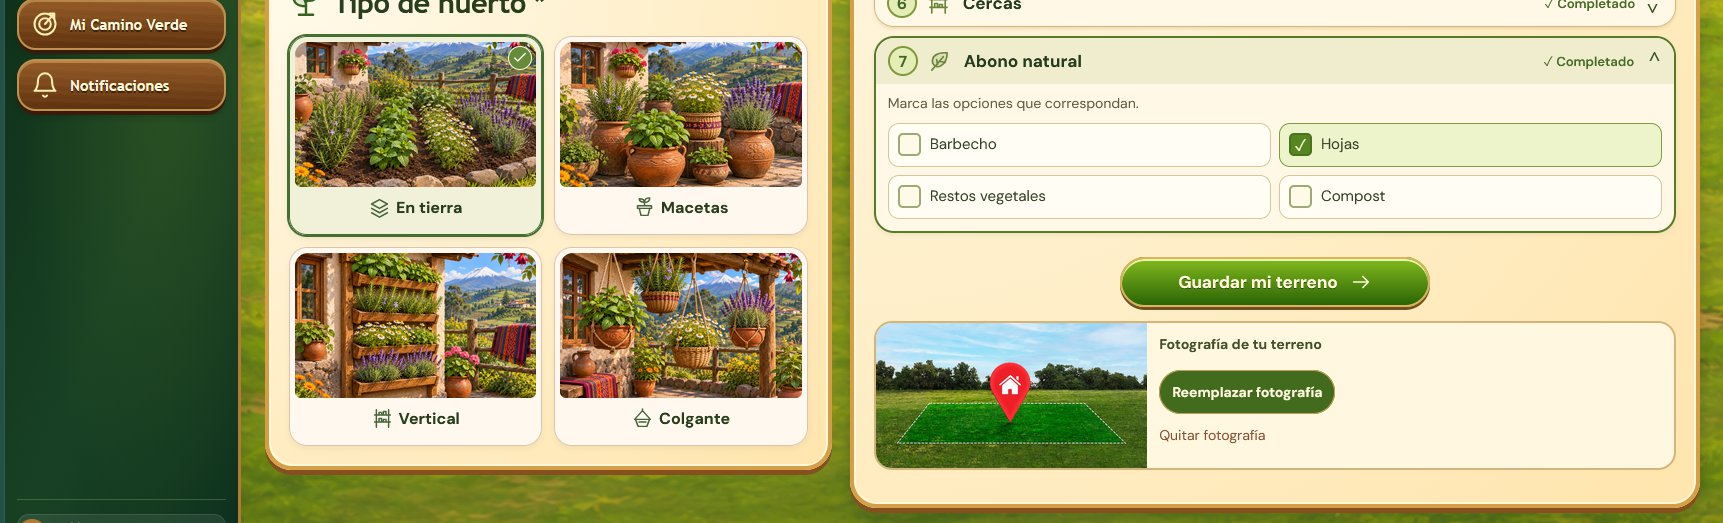 Mi Camino Verde
Notificaciones
Tipo de huerto *
En tierra
Macetas
Vertical
Colgante
6 Cercas ✓ Completado
7 Abono natural ✓ Completado
Marca las opciones que correspondan.
Barbecho
Hojas
Restos vegetales
Compost
Guardar mi terreno →
Fotografía de tu terreno
Reemplazar fotografía
Quitar fotografía